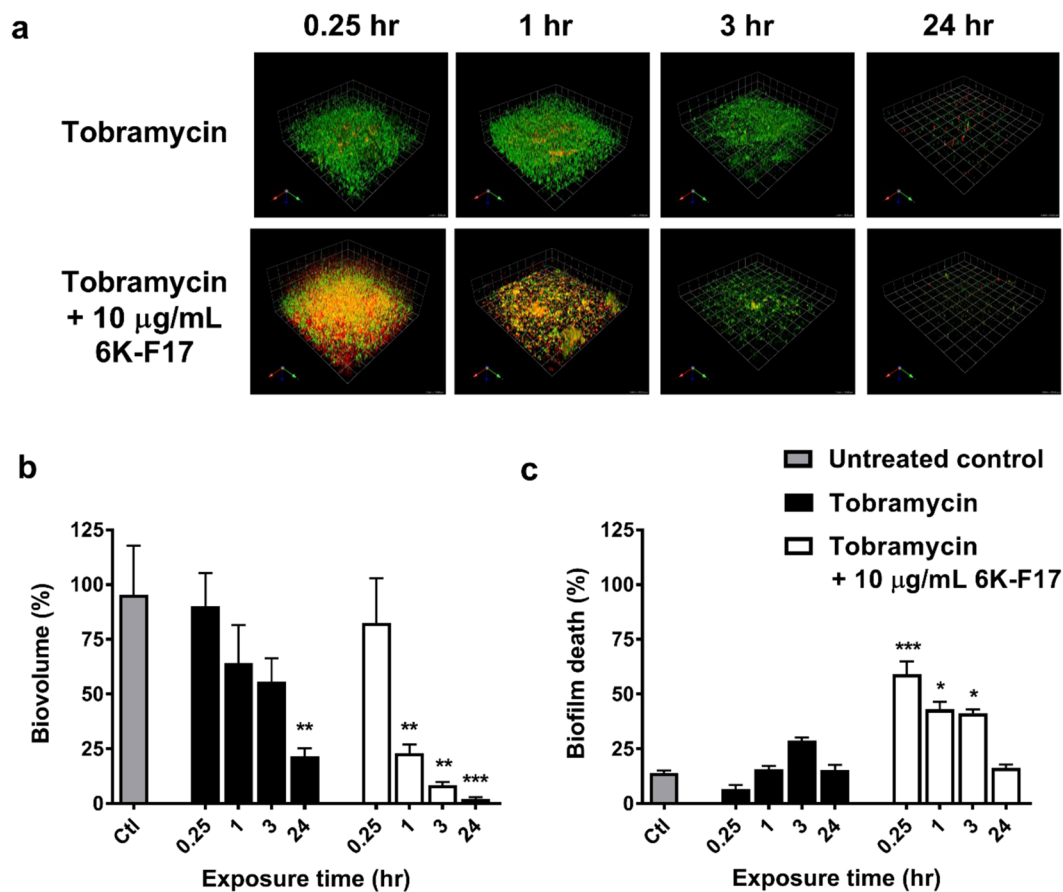 a
0.25 hr 1 hr 3 hr 24 hr
Tobramycin
Tobramycin
+ 10 μg/mL
6K-F17
b
125
100
75
50
25
0
Biovolume (%)
**
**
**
***
Ctl 0.25 1 3 24 0.25 1 3 24
Exposure time (hr)
c
Untreated control
Tobramycin
Tobramycin
+ 10 μg/mL 6K-F17
125
100
75
50
25
0
Biofilm death (%)
***
*
*
Ctl 0.25 1 3 24 0.25 1 3 24
Exposure time (hr)